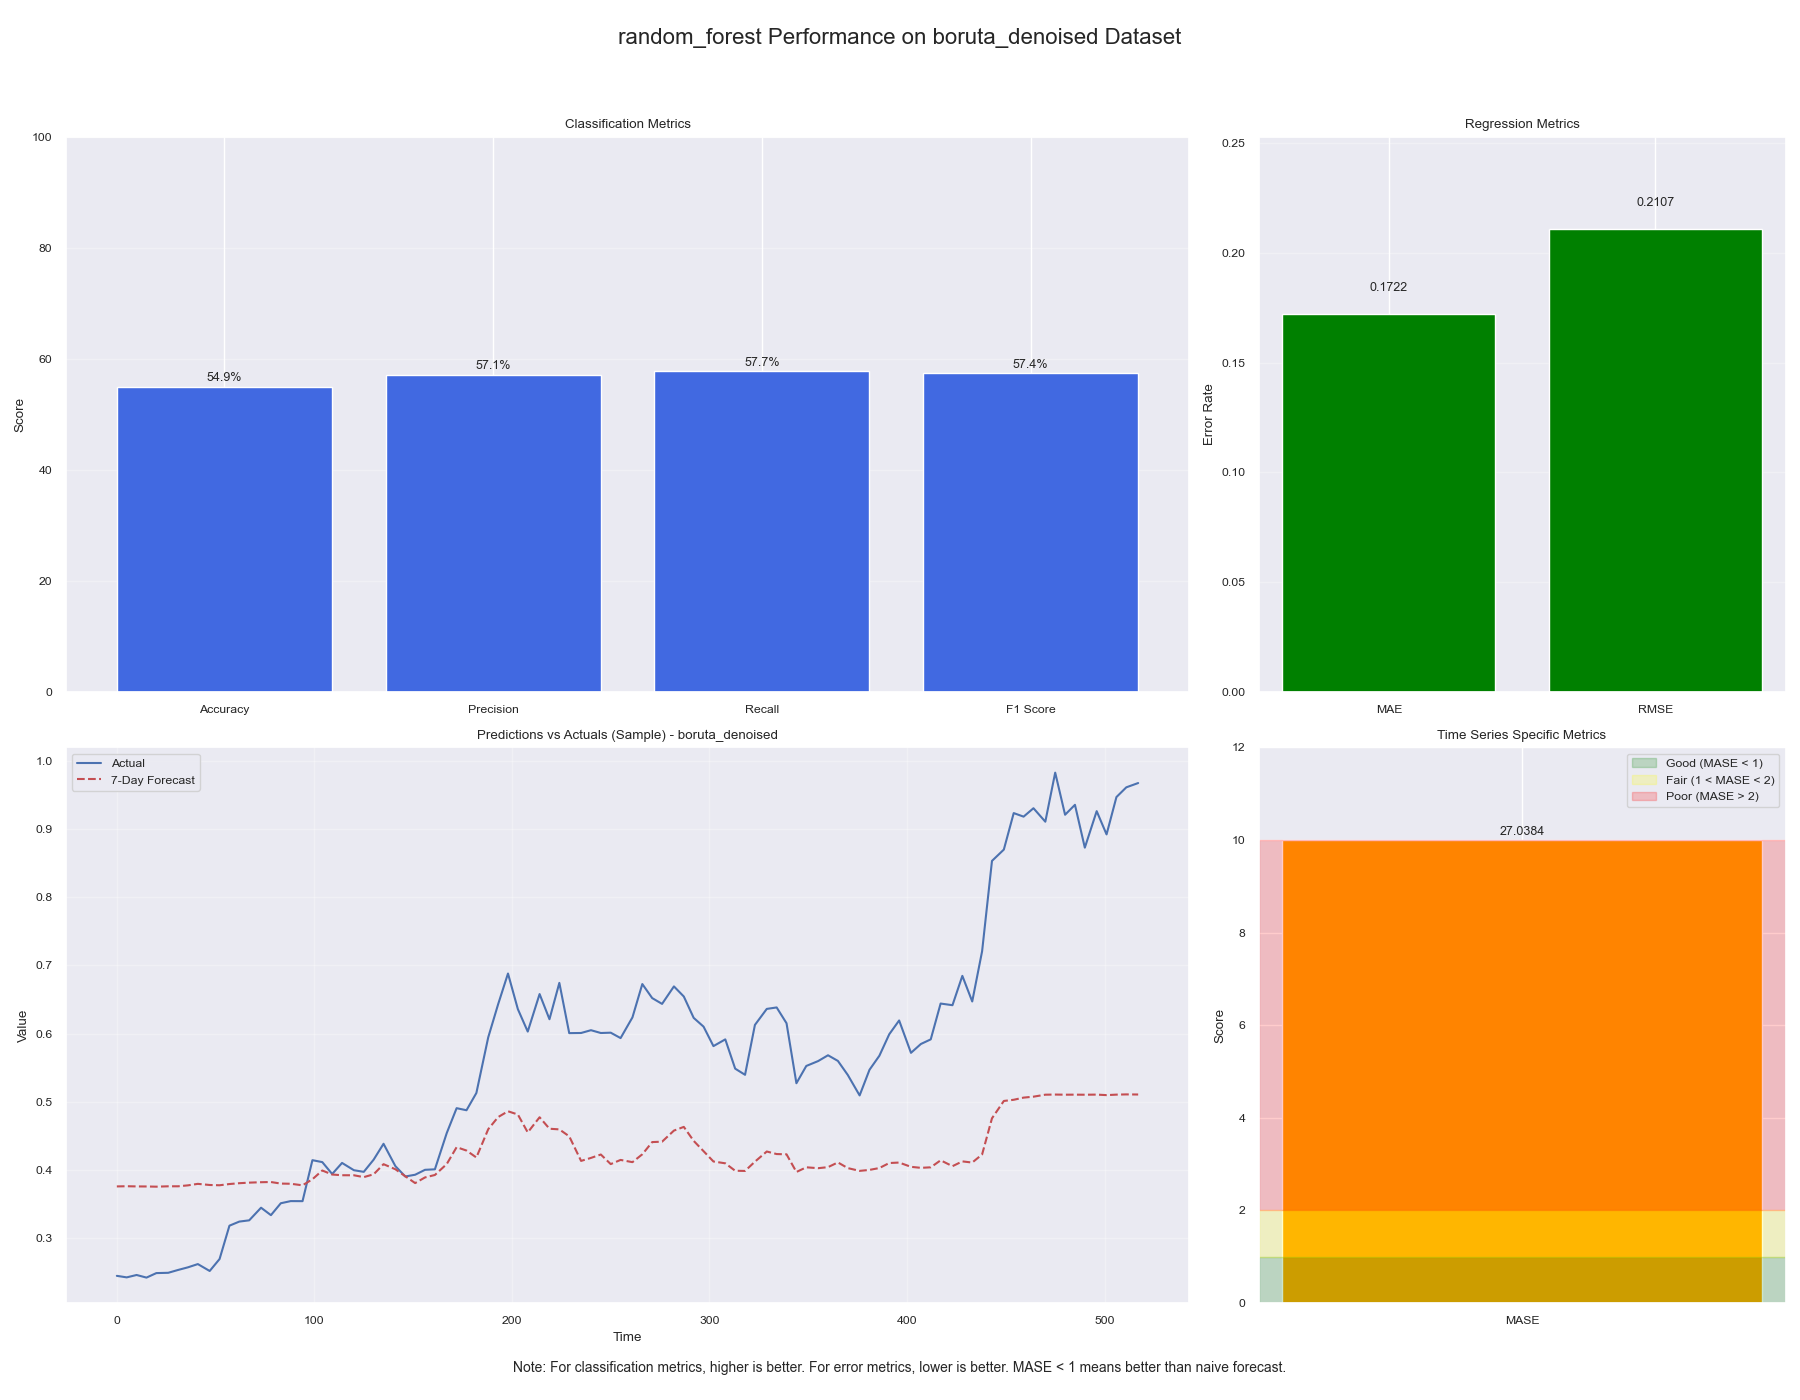 random_forest Performance on boruta_denoised Dataset
Classification Metrics
100
80
60
40
20
0
Score
54.9%
57.1%
57.7%
57.4%
Accuracy
Precision
Recall
F1 Score
Regression Metrics
0.25
0.20
0.15
0.10
0.05
0.00
Error Rate
0.1722
0.2107
MAE
RMSE
Predictions vs Actuals (Sample) - boruta_denoised
Actual
7-Day Forecast
1.0
0.9
0.8
0.7
0.6
0.5
0.4
0.3
Value
0
100
200
300
400
500
Time
Time Series Specific Metrics
Good (MASE < 1)
Fair (1 < MASE < 2)
Poor (MASE > 2)
12
10
8
6
4
2
0
Score
27.0384
MASE
Note: For classification metrics, higher is better. For error metrics, lower is better. MASE < 1 means better than naive forecast.